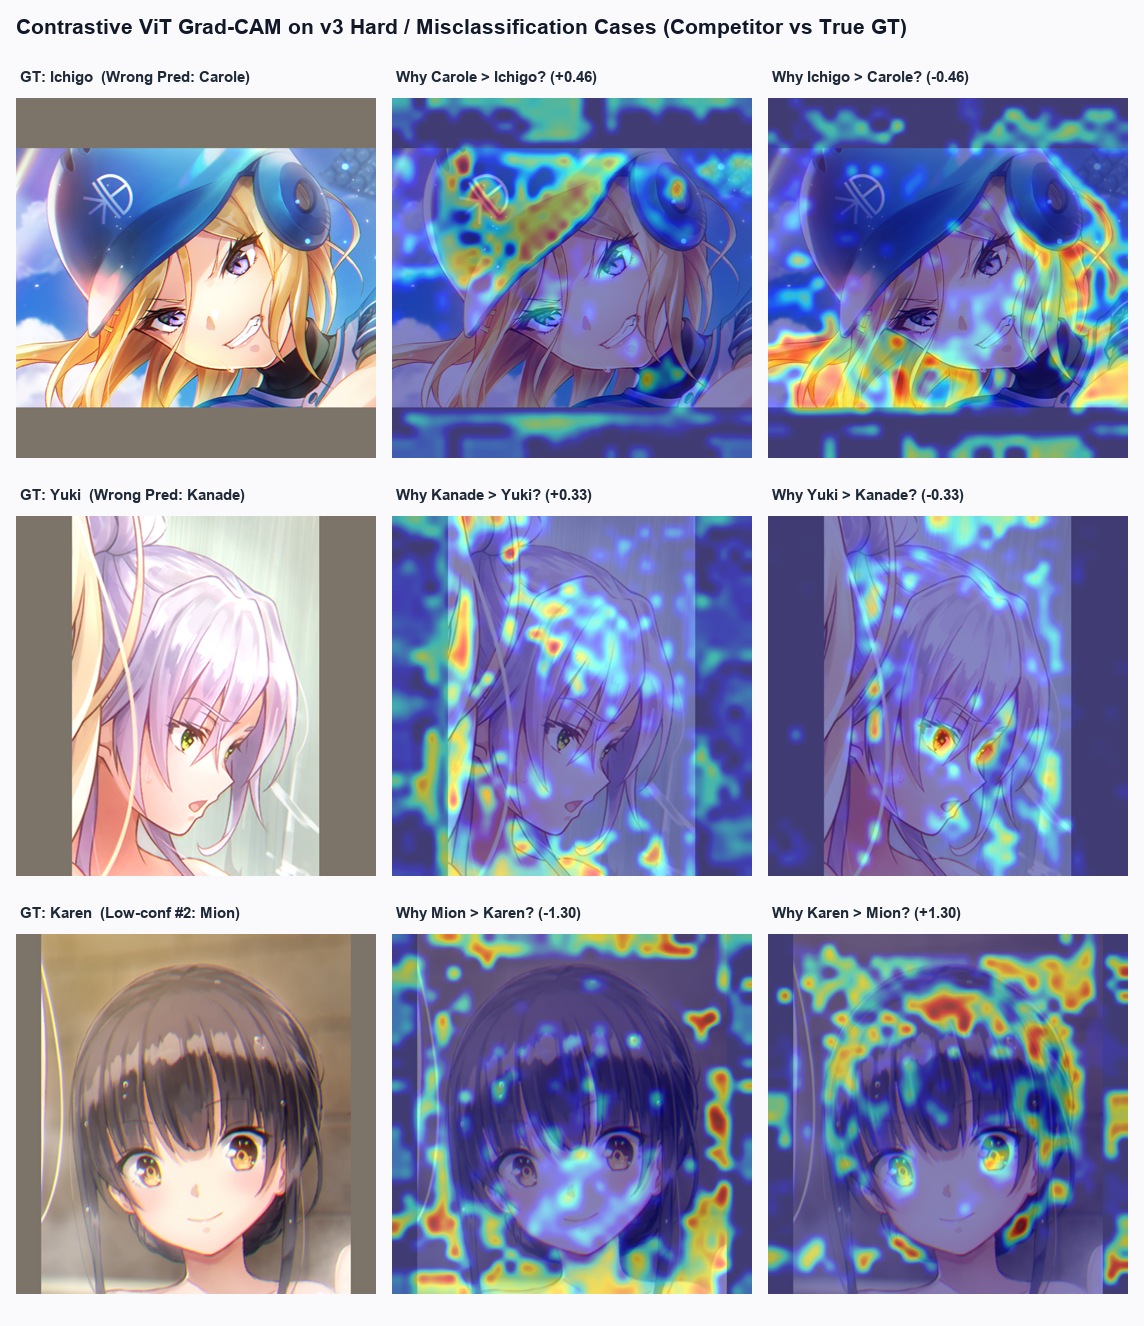 Contrastive ViT Grad-CAM on v3 Hard / Misclassification Cases (Competitor vs True GT)
GT: Ichigo (Wrong Pred: Carole)
Why Carole > Ichigo? (+0.46)
Why Ichigo > Carole? (-0.46)
GT: Yuki (Wrong Pred: Kanade)
Why Kanade > Yuki? (+0.33)
Why Yuki > Kanade? (-0.33)
GT: Karen (Low-conf #2: Mion)
Why Mion > Karen? (-1.30)
Why Karen > Mion? (+1.30)